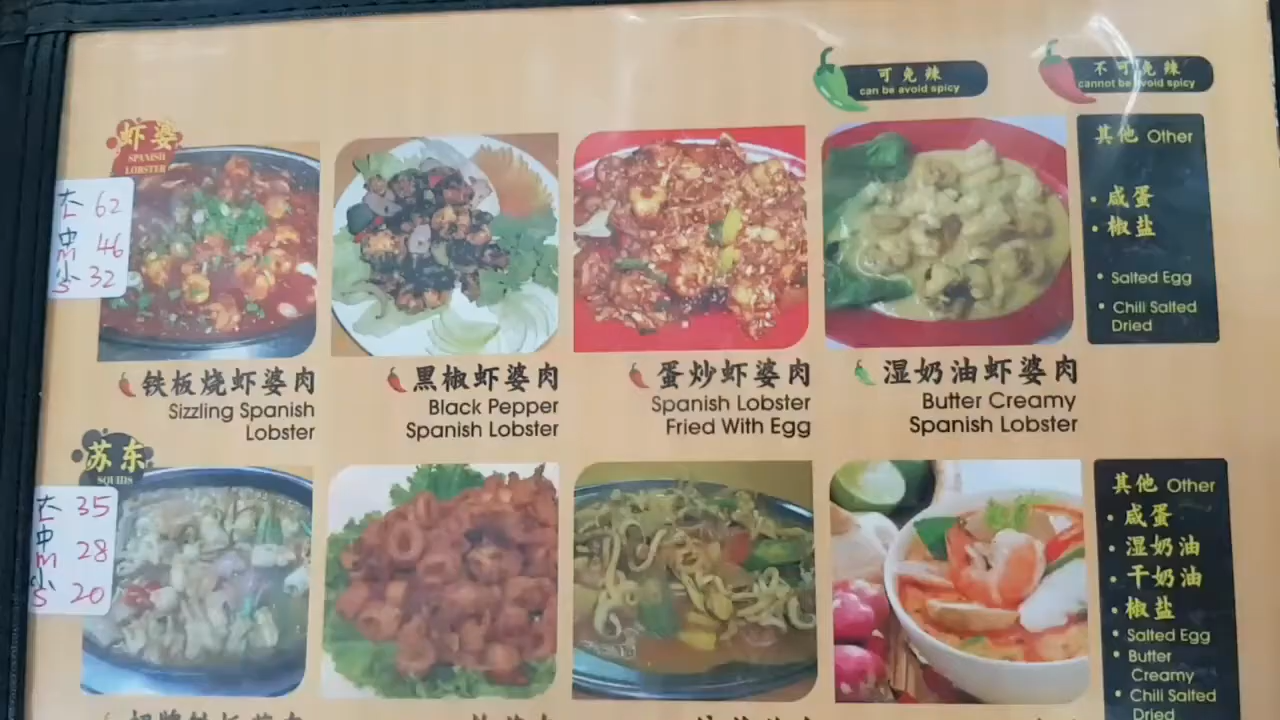 可免辣
can be avoid spicy
不可免辣
cannot be avoid spicy
虾婆
SPANISH
LOBSTER
大 L 62
中 M 46
小 S 32
铁板烧虾婆肉
Sizzling Spanish
Lobster
黑椒虾婆肉
Black Pepper
Spanish Lobster
蛋炒虾婆肉
Spanish Lobster
Fried With Egg
湿奶油虾婆肉
Butter Creamy
Spanish Lobster
其他 Other
• 咸蛋
• 椒盐
• Salted Egg
• Chili Salted
Dried
苏东
SQUIDS
大 L 35
中 M 28
小 S 20
其他 Other
• 咸蛋
• 湿奶油
• 干奶油
• 椒盐
• Salted Egg
• Butter
Creamy
• Chili Salted
Dried